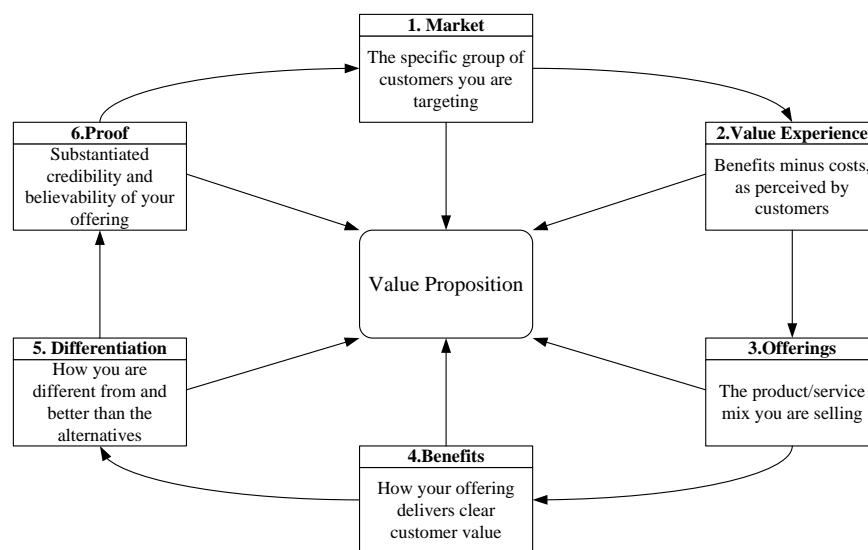 1. Market
The specific group of
customers you are
targeting
6.Proof
Substantiated
credibility and
believability of your
offering
2.Value Experience
Benefits minus costs,
as perceived by
customers
Value Proposition
5. Differentiation
How you are
different from and
better than the
alternatives
3.Offerings
The product/service
mix you are selling
4.Benefits
How your offering
delivers clear
customer value